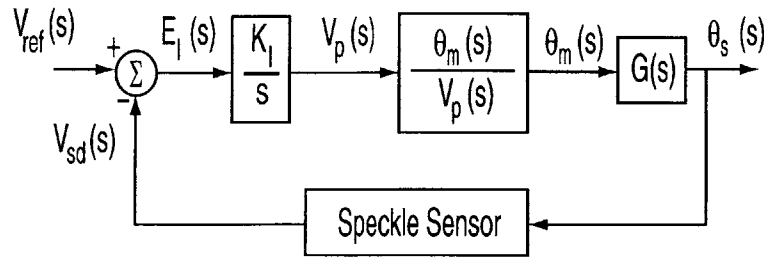 V_ref(s)
+
Σ
−
E_I(s)
K_I
s
V_p(s)
θ_m(s)
V_p(s)
θ_m(s)
G(s)
θ_s(s)
V_sd(s)
Speckle Sensor